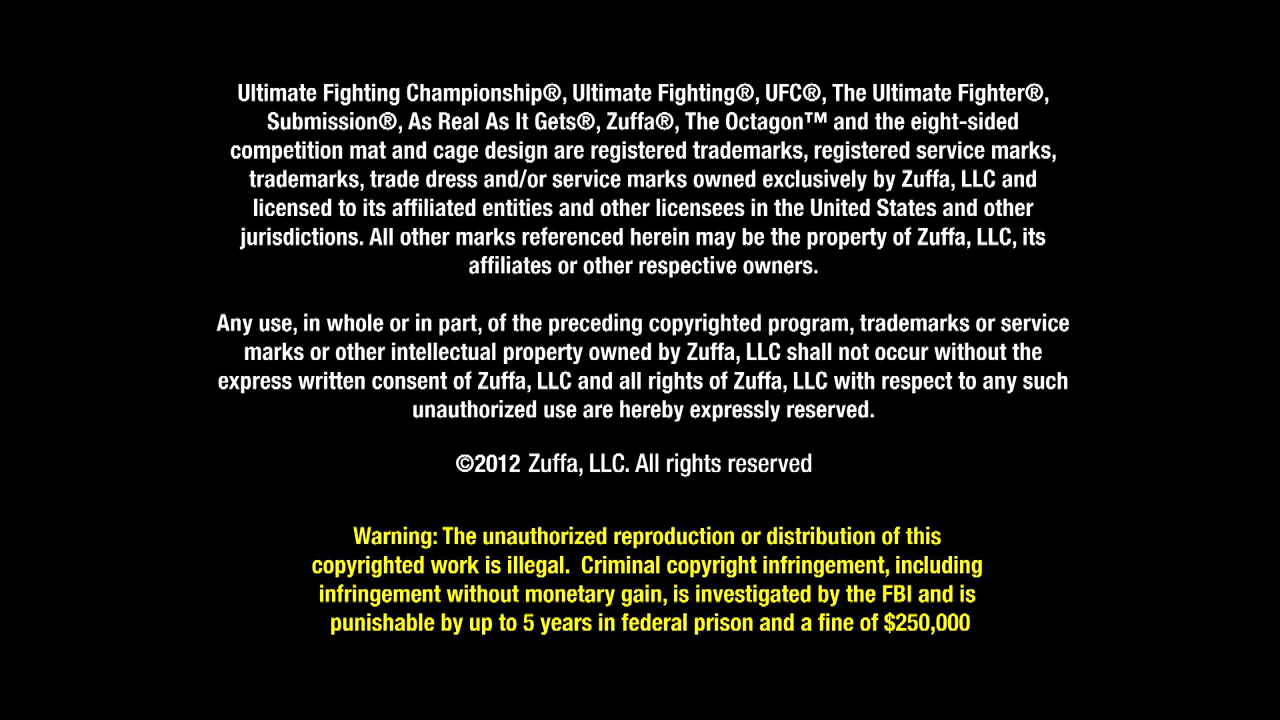 Ultimate Fighting Championship®, Ultimate Fighting®, UFC®, The Ultimate Fighter®,
Submission®, As Real As It Gets®, Zuffa®, The Octagon™ and the eight-sided
competition mat and cage design are registered trademarks, registered service marks,
trademarks, trade dress and/or service marks owned exclusively by Zuffa, LLC and
licensed to its affiliated entities and other licensees in the United States and other
jurisdictions. All other marks referenced herein may be the property of Zuffa, LLC, its
affiliates or other respective owners.
Any use, in whole or in part, of the preceding copyrighted program, trademarks or service
marks or other intellectual property owned by Zuffa, LLC shall not occur without the
express written consent of Zuffa, LLC and all rights of Zuffa, LLC with respect to any such
unauthorized use are hereby expressly reserved.
©2012 Zuffa, LLC. All rights reserved
Warning: The unauthorized reproduction or distribution of this
copyrighted work is illegal.  Criminal copyright infringement, including
infringement without monetary gain, is investigated by the FBI and is
punishable by up to 5 years in federal prison and a fine of $250,000